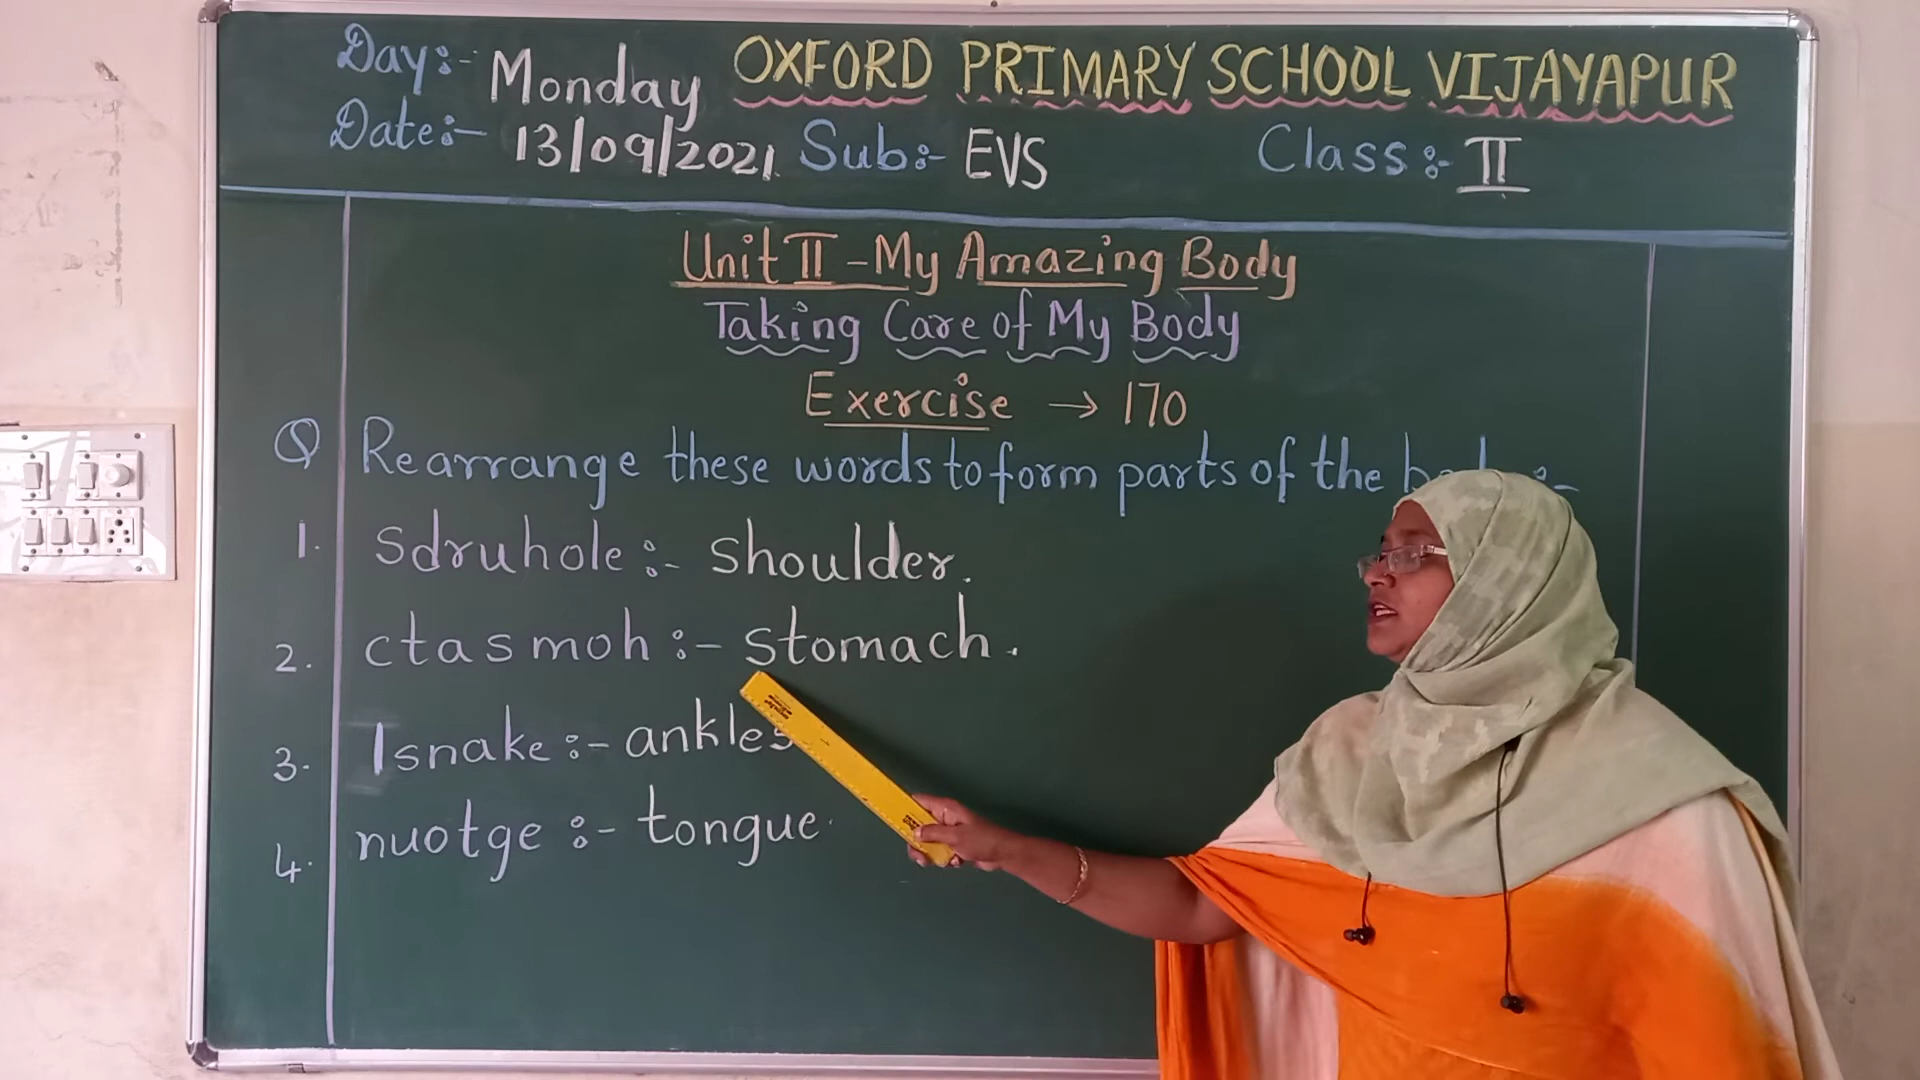 Day:- Monday OXFORD PRIMARY SCHOOL VIJAYAPUR
Date:- 13/09/2021 Sub:- EVS Class:- II
Unit II - My Amazing Body
Taking Care of My Body
Exercise → 170
Q Rearrange these words to form parts of the
1. Sdruhole :- Shoulder.
2. ctasmoh :- Stomach.
3. lsnake :- ankles
4. nuotge :- tongue.